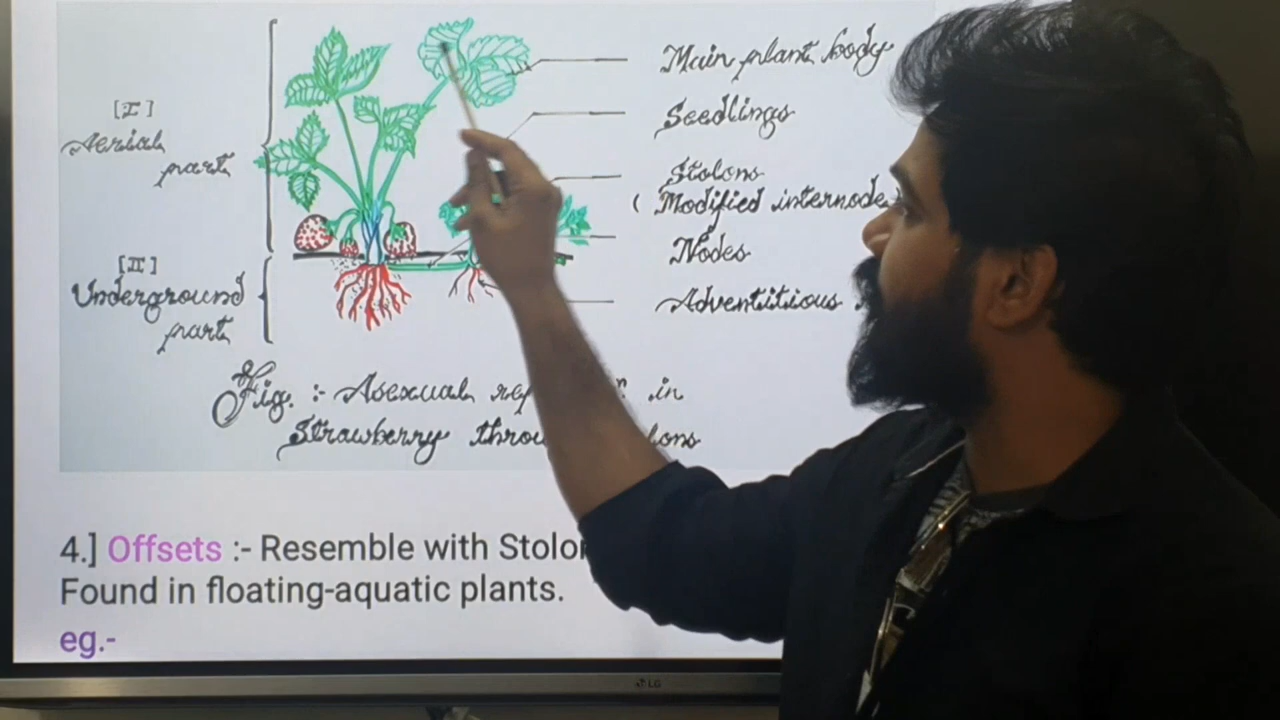 [I]
Aerial
part
[II]
Underground
part
Main plant body
Seedlings
Stolons
( Modified internode
Nodes
Adventitious
Fig. :- Asexual in
Strawberry
4.] Offsets :- Resemble with
Found in floating-aquatic plants.
eg.-
LG